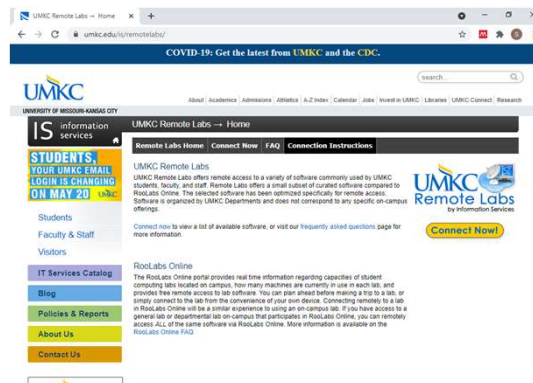 UMKC Remote Labs → Home
umkc.edu/is/remotelabs/
COVID-19: Get the latest from UMKC and the CDC.
search...
UMKC
UNIVERSITY OF MISSOURI-KANSAS CITY
About Academics Admissions Athletics A-Z Index Calendar Jobs Invest in UMKC Libraries UMKC Connect Research
IS information services
UMKC Remote Labs → Home
Remote Labs Home Connect Now FAQ Connection Instructions
STUDENTS,
YOUR UMKC EMAIL
LOGIN IS CHANGING
ON MAY 20 UMKC
Students
Faculty & Staff
Visitors
IT Services Catalog
Blog
Policies & Reports
About Us
Contact Us
UMKC Remote Labs
UMKC Remote Labs offers remote access to a variety of software commonly used by UMKC
students, faculty, and staff. Remote Labs offers a small subset of curated software compared to
RooLabs Online. The selected software has been optimized specifically for remote access.
Software is organized by UMKC Departments and does not correspond to any specific on-campus
offerings.
Connect now to view a list of available software, or visit our frequently asked questions page for
more information.
RooLabs Online
The RooLabs Online portal provides real time information regarding capacities of student
computing labs located on campus, how many machines are currently in use in each lab, and
provides free remote access to lab software. You can plan ahead before making a trip to a lab, or
simply connect to the lab from the convenience of your own device. Connecting remotely to a lab
in RooLabs Online will be a similar experience to using an on-campus lab. If you have access to a
general lab or departmental lab on-campus that participates in RooLabs Online, you can remotely
access ALL of the same software via RooLabs Online. More information is available on the
RooLabs Online FAQ.
UMKC
Remote Labs
by Information Services
Connect Now!